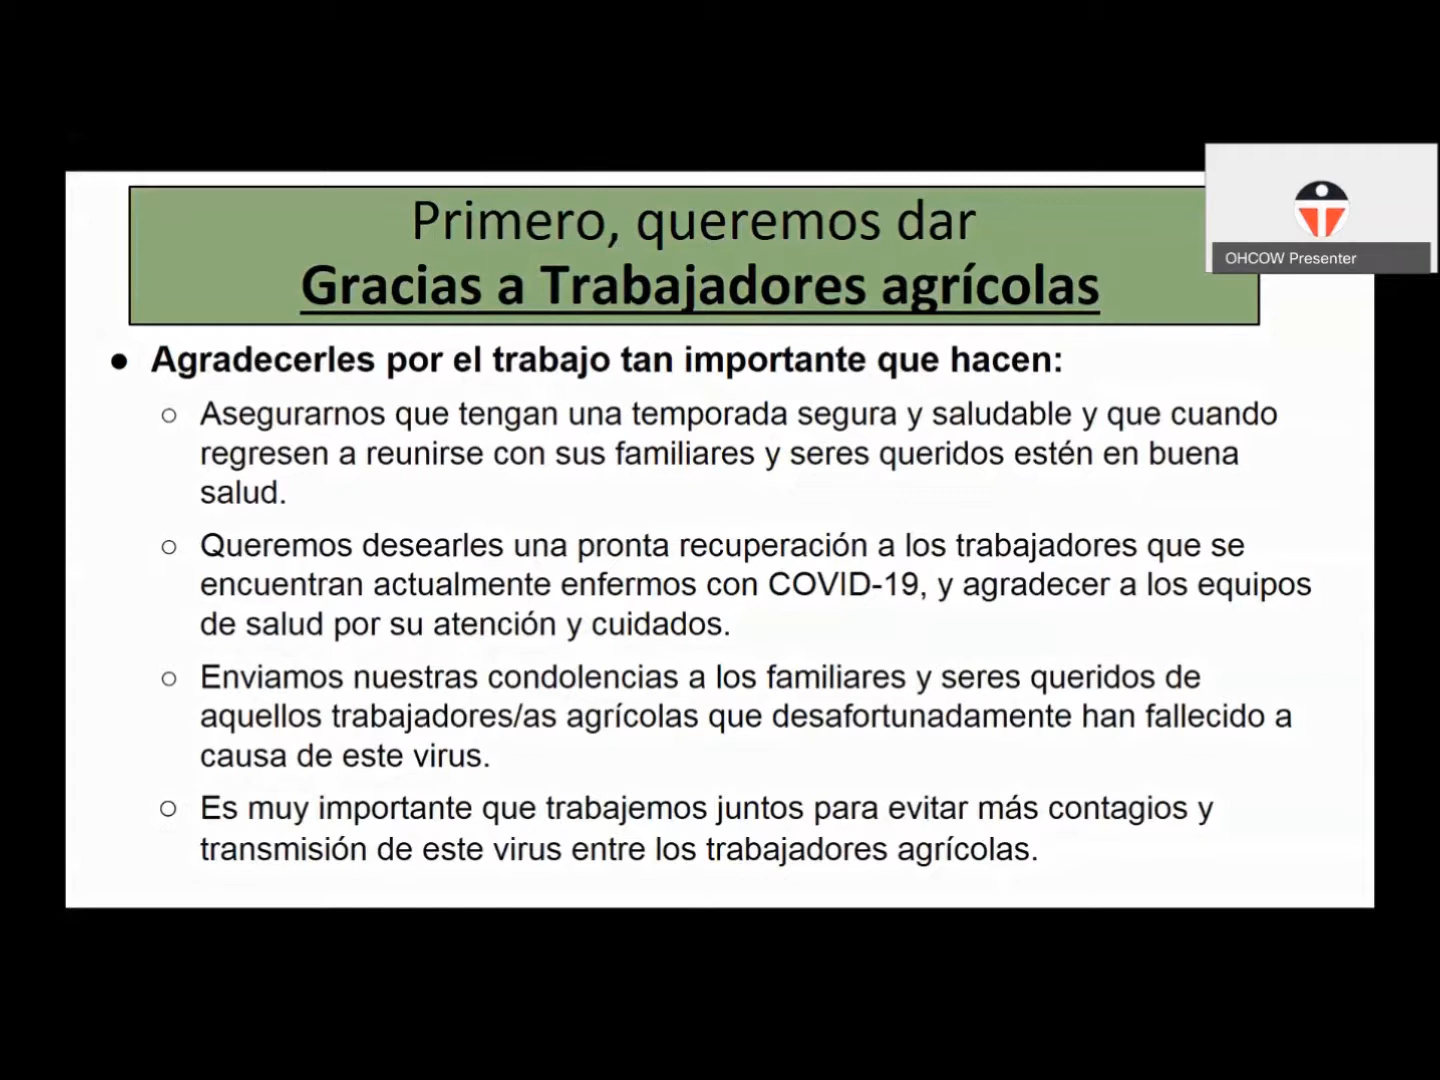 Primero, queremos dar
Gracias a Trabajadores agrícolas
OHCOW Presenter
● Agradecerles por el trabajo tan importante que hacen:
○ Asegurarnos que tengan una temporada segura y saludable y que cuando
regresen a reunirse con sus familiares y seres queridos estén en buena
salud.
○ Queremos desearles una pronta recuperación a los trabajadores que se
encuentran actualmente enfermos con COVID-19, y agradecer a los equipos
de salud por su atención y cuidados.
○ Enviamos nuestras condolencias a los familiares y seres queridos de
aquellos trabajadores/as agrícolas que desafortunadamente han fallecido a
causa de este virus.
○ Es muy importante que trabajemos juntos para evitar más contagios y
transmisión de este virus entre los trabajadores agrícolas.